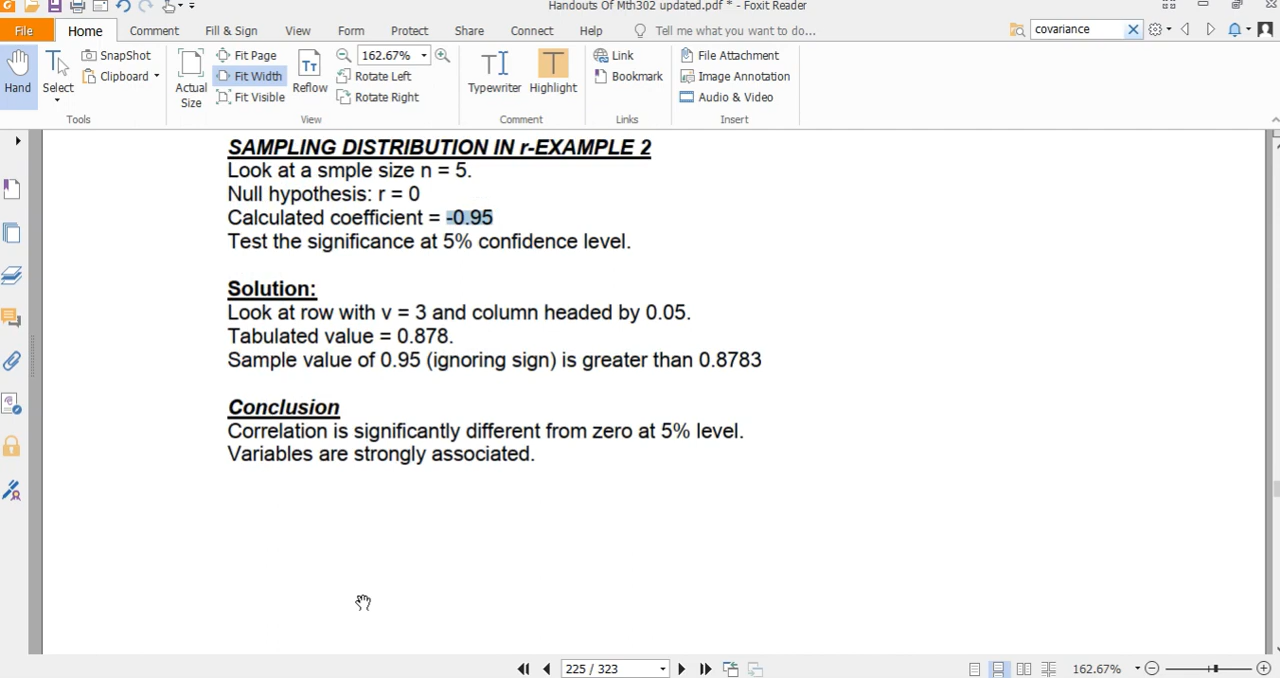 Handouts Of Mth302 updated.pdf * - Foxit Reader
File Home Comment Fill & Sign View Form Protect Share Connect Help Tell me what you want to do... covariance
SnapShot Fit Page 162.67% Link File Attachment
Clipboard Fit Width Rotate Left Bookmark Image Annotation
Hand Select Actual Size Fit Visible Reflow Rotate Right Typewriter Highlight Audio & Video
Tools View Comment Links Insert
SAMPLING DISTRIBUTION IN r-EXAMPLE 2
Look at a smple size n = 5.
Null hypothesis: r = 0
Calculated coefficient = -0.95
Test the significance at 5% confidence level.
Solution:
Look at row with v = 3 and column headed by 0.05.
Tabulated value = 0.878.
Sample value of 0.95 (ignoring sign) is greater than 0.8783
Conclusion
Correlation is significantly different from zero at 5% level.
Variables are strongly associated.
225 / 323 162.67%